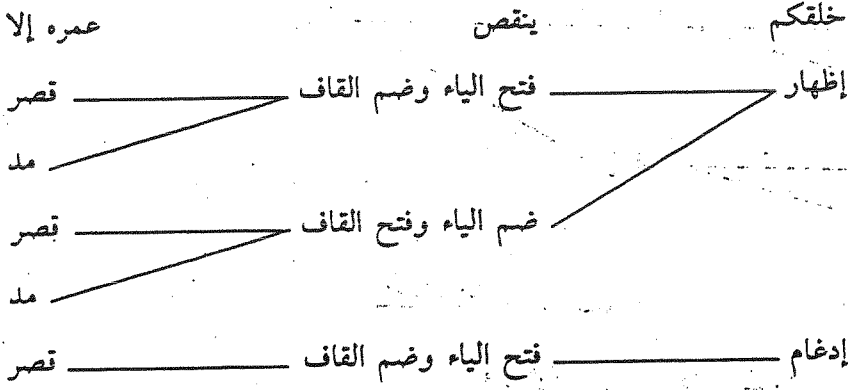 خلقكم ينقص عمره إلا
إظهار فتح الياء وضم القاف قصر
مد
ضم الياء وفتح القاف قصر
مد
إدغام فتح الياء وضم القاف قصر